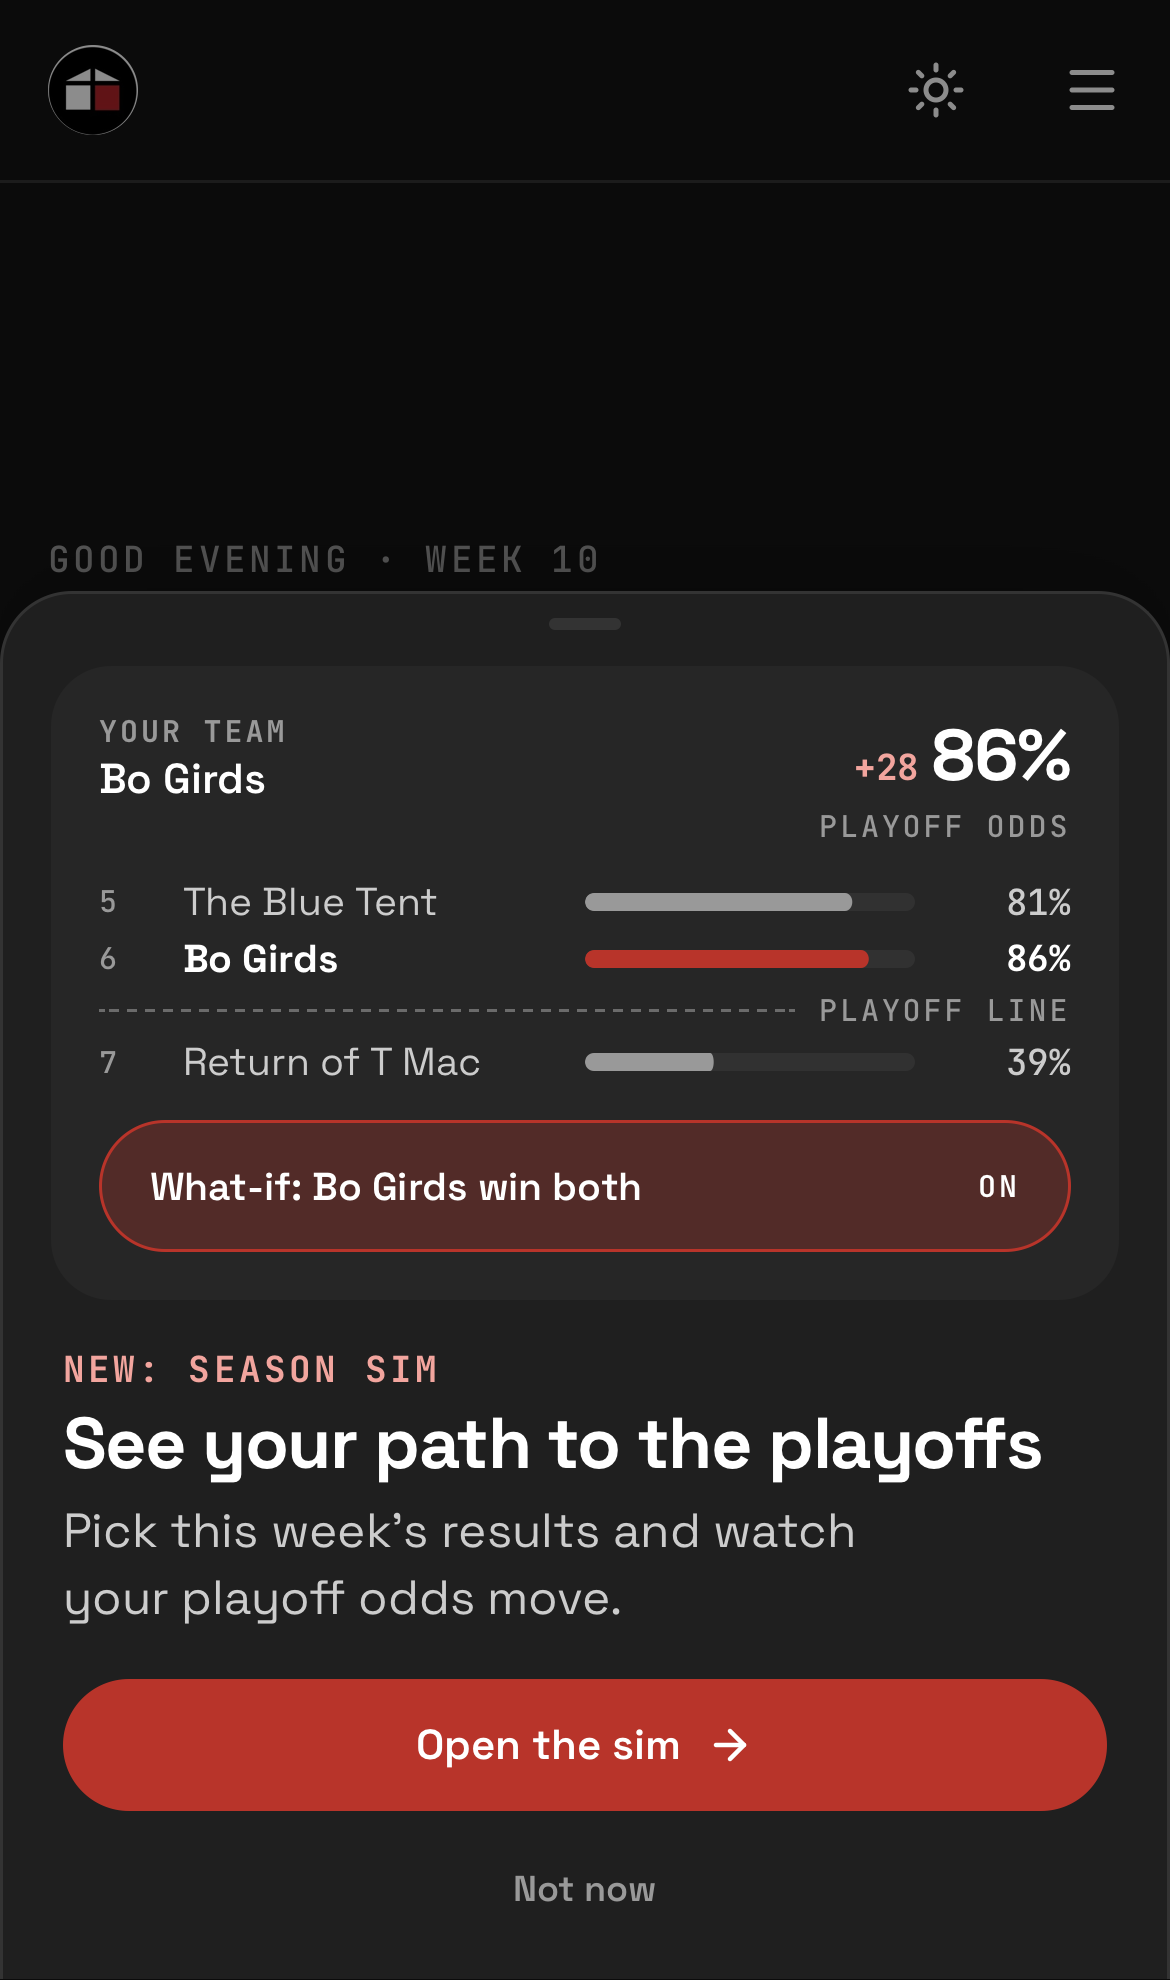 GOOD EVENING · WEEK 10
YOUR TEAM
Bo Girds
+28 86%
PLAYOFF ODDS
5 The Blue Tent 81%
6 Bo Girds 86%
PLAYOFF LINE
7 Return of T Mac 39%
What-if: Bo Girds win both ON
NEW: SEASON SIM
See your path to the playoffs
Pick this week’s results and watch
your playoff odds move.
Open the sim →
Not now